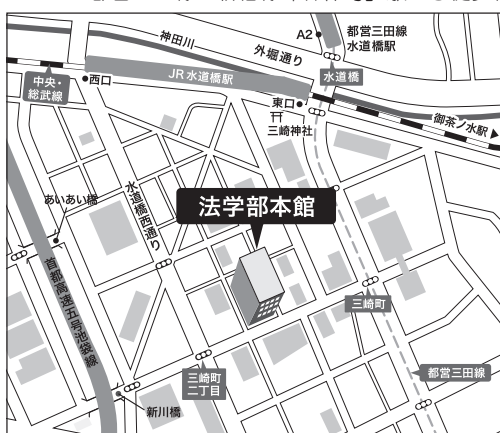 A2
都営三田線
水道橋駅
神田川
外堀通り
水道橋
JR 水道橋駅
中央・
総武線
西口
東口
三崎神社
御茶ノ水駅
あいあい橋
水道橋西通り
法学部本館
首都高速五号池袋線
三崎町
三崎町
二丁目
都営三田線
新川橋